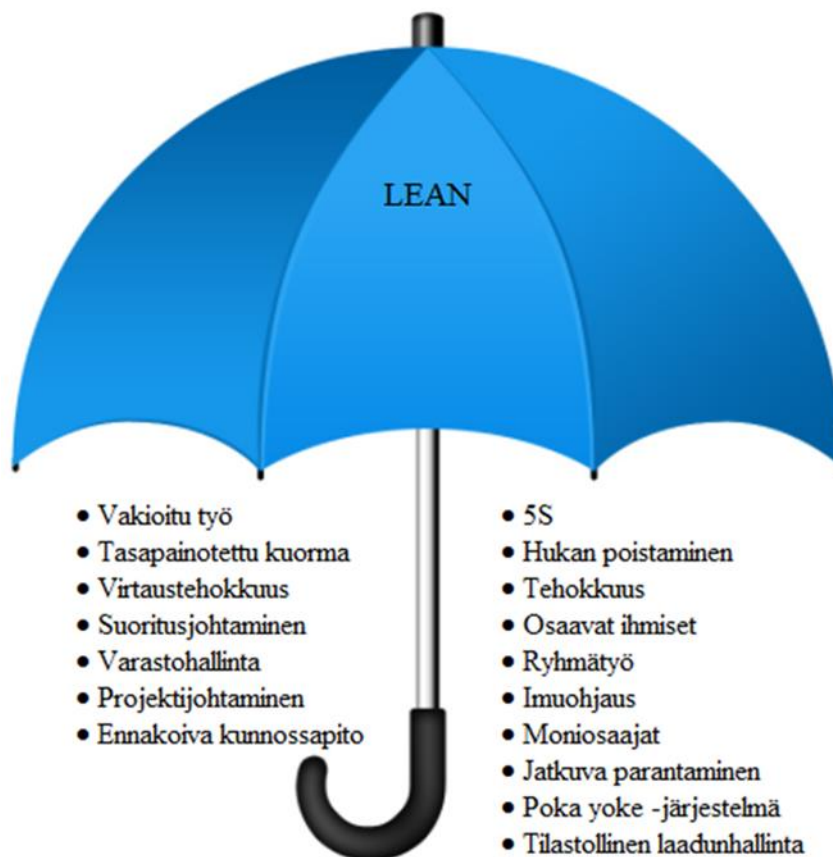 LEAN
• Vakioitu työ
• Tasapainotettu kuorma
• Virtaustehokkuus
• Suoritusjohtaminen
• Varastohallinta
• Projektijohtaminen
• Ennakoiva kunnossapito
• 5S
• Hukan poistaminen
• Tehokkuus
• Osaavat ihmiset
• Ryhmätyö
• Imuohjaus
• Moniosaajat
• Jatkuva parantaminen
• Poka yoke -järjestelmä
• Tilastollinen laadunhallinta